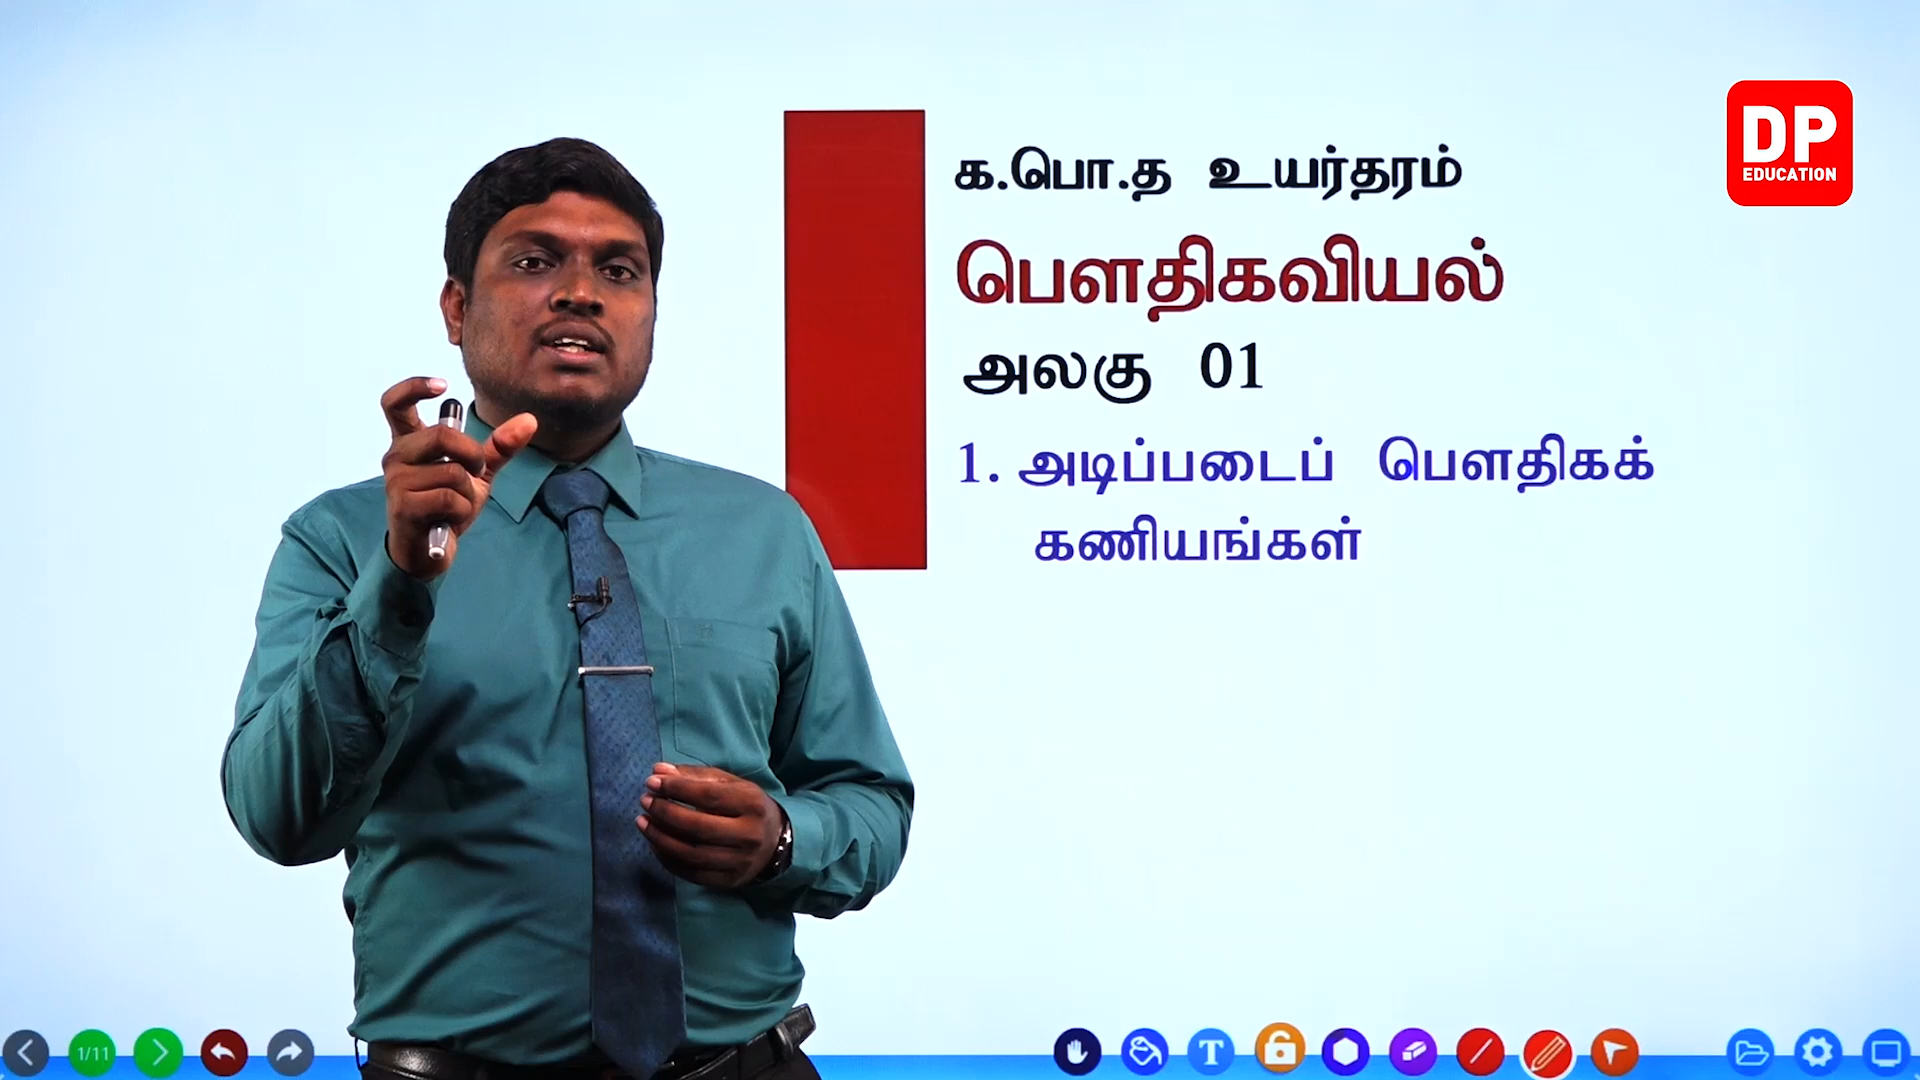 க.பொ.த உயர்தரம்
DP
EDUCATION
பௌதிகவியல்
அலகு 01
1. அடிப்படைப் பௌதிகக்
கணியங்கள்
1/11
T